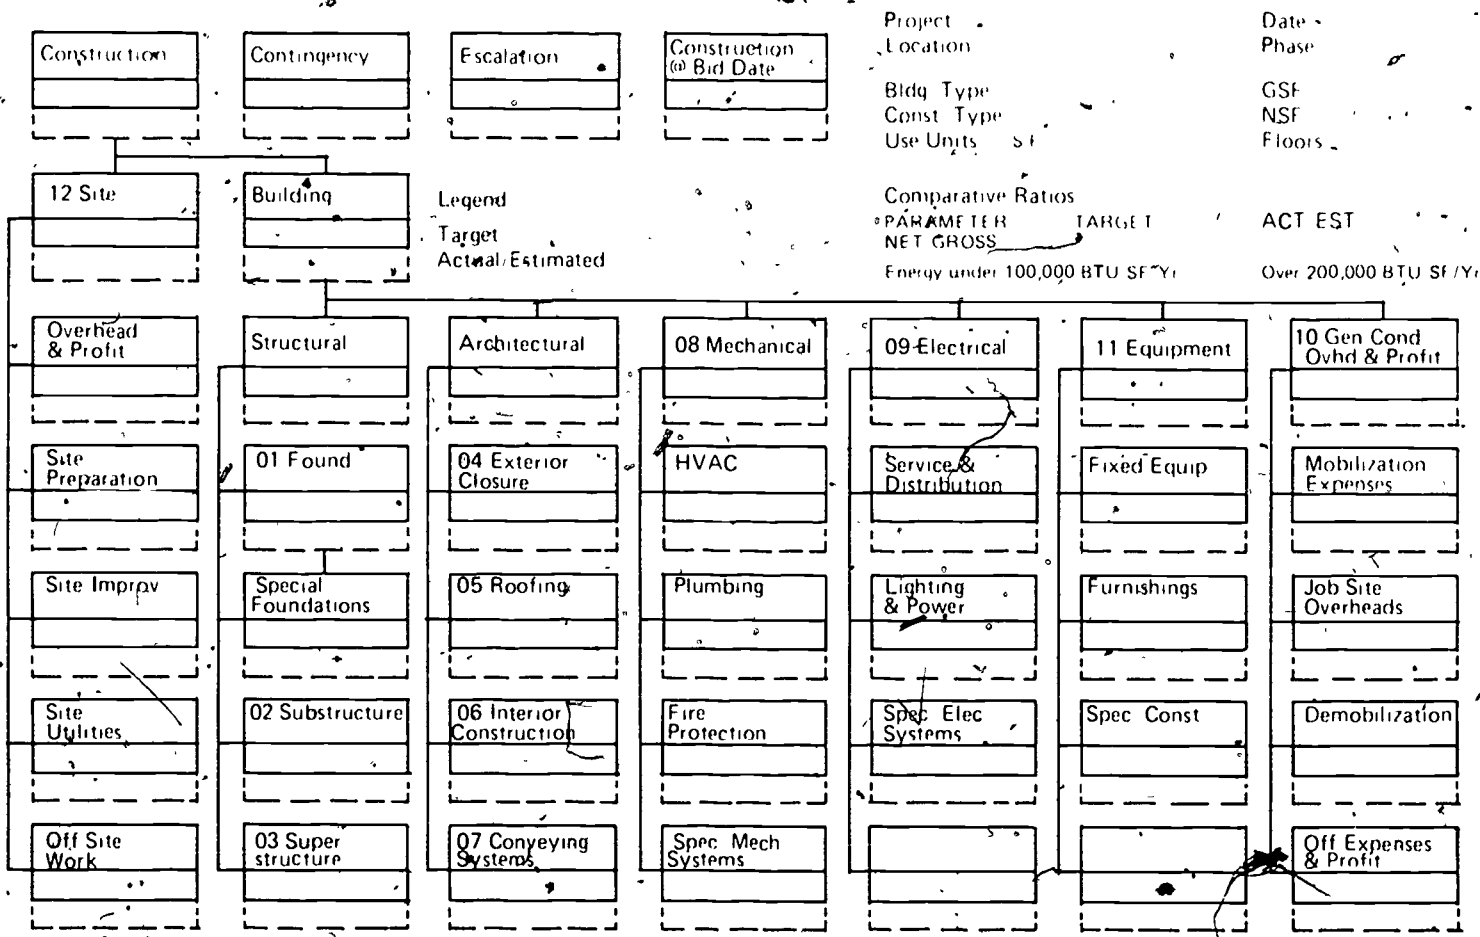 Construction
Contingency
Escalation
Construction
@ Bid Date
Project
Location
Bldg Type
Const Type
Use Units SF
Date
Phase
GSF
NSF
Floors
12 Site
Building
Legend
Target
Actual/Estimated
Comparative Ratios
PARAMETER TARGET ACT EST
NET GROSS
Energy under 100,000 BTU SF Yr Over 200,000 BTU SF/Yr
Overhead
& Profit
Structural
Architectural
08 Mechanical
09 Electrical
11 Equipment
10 Gen Cond
Ovhd & Profit
Site
Preparation
01 Found
04 Exterior
Closure
HVAC
Service &
Distribution
Fixed Equip
Mobilization
Expenses
Site Improv
Special
Foundations
05 Roofing
Plumbing
Lighting
& Power
Furnishings
Job Site
Overheads
Site
Utilities
02 Substructure
06 Interior
Construction
Fire
Protection
Spec Elec
Systems
Spec Const
Demobilization
Off Site
Work
03 Super
structure
07 Conveying
Systems
Spec Mech
Systems
Off Expenses
& Profit